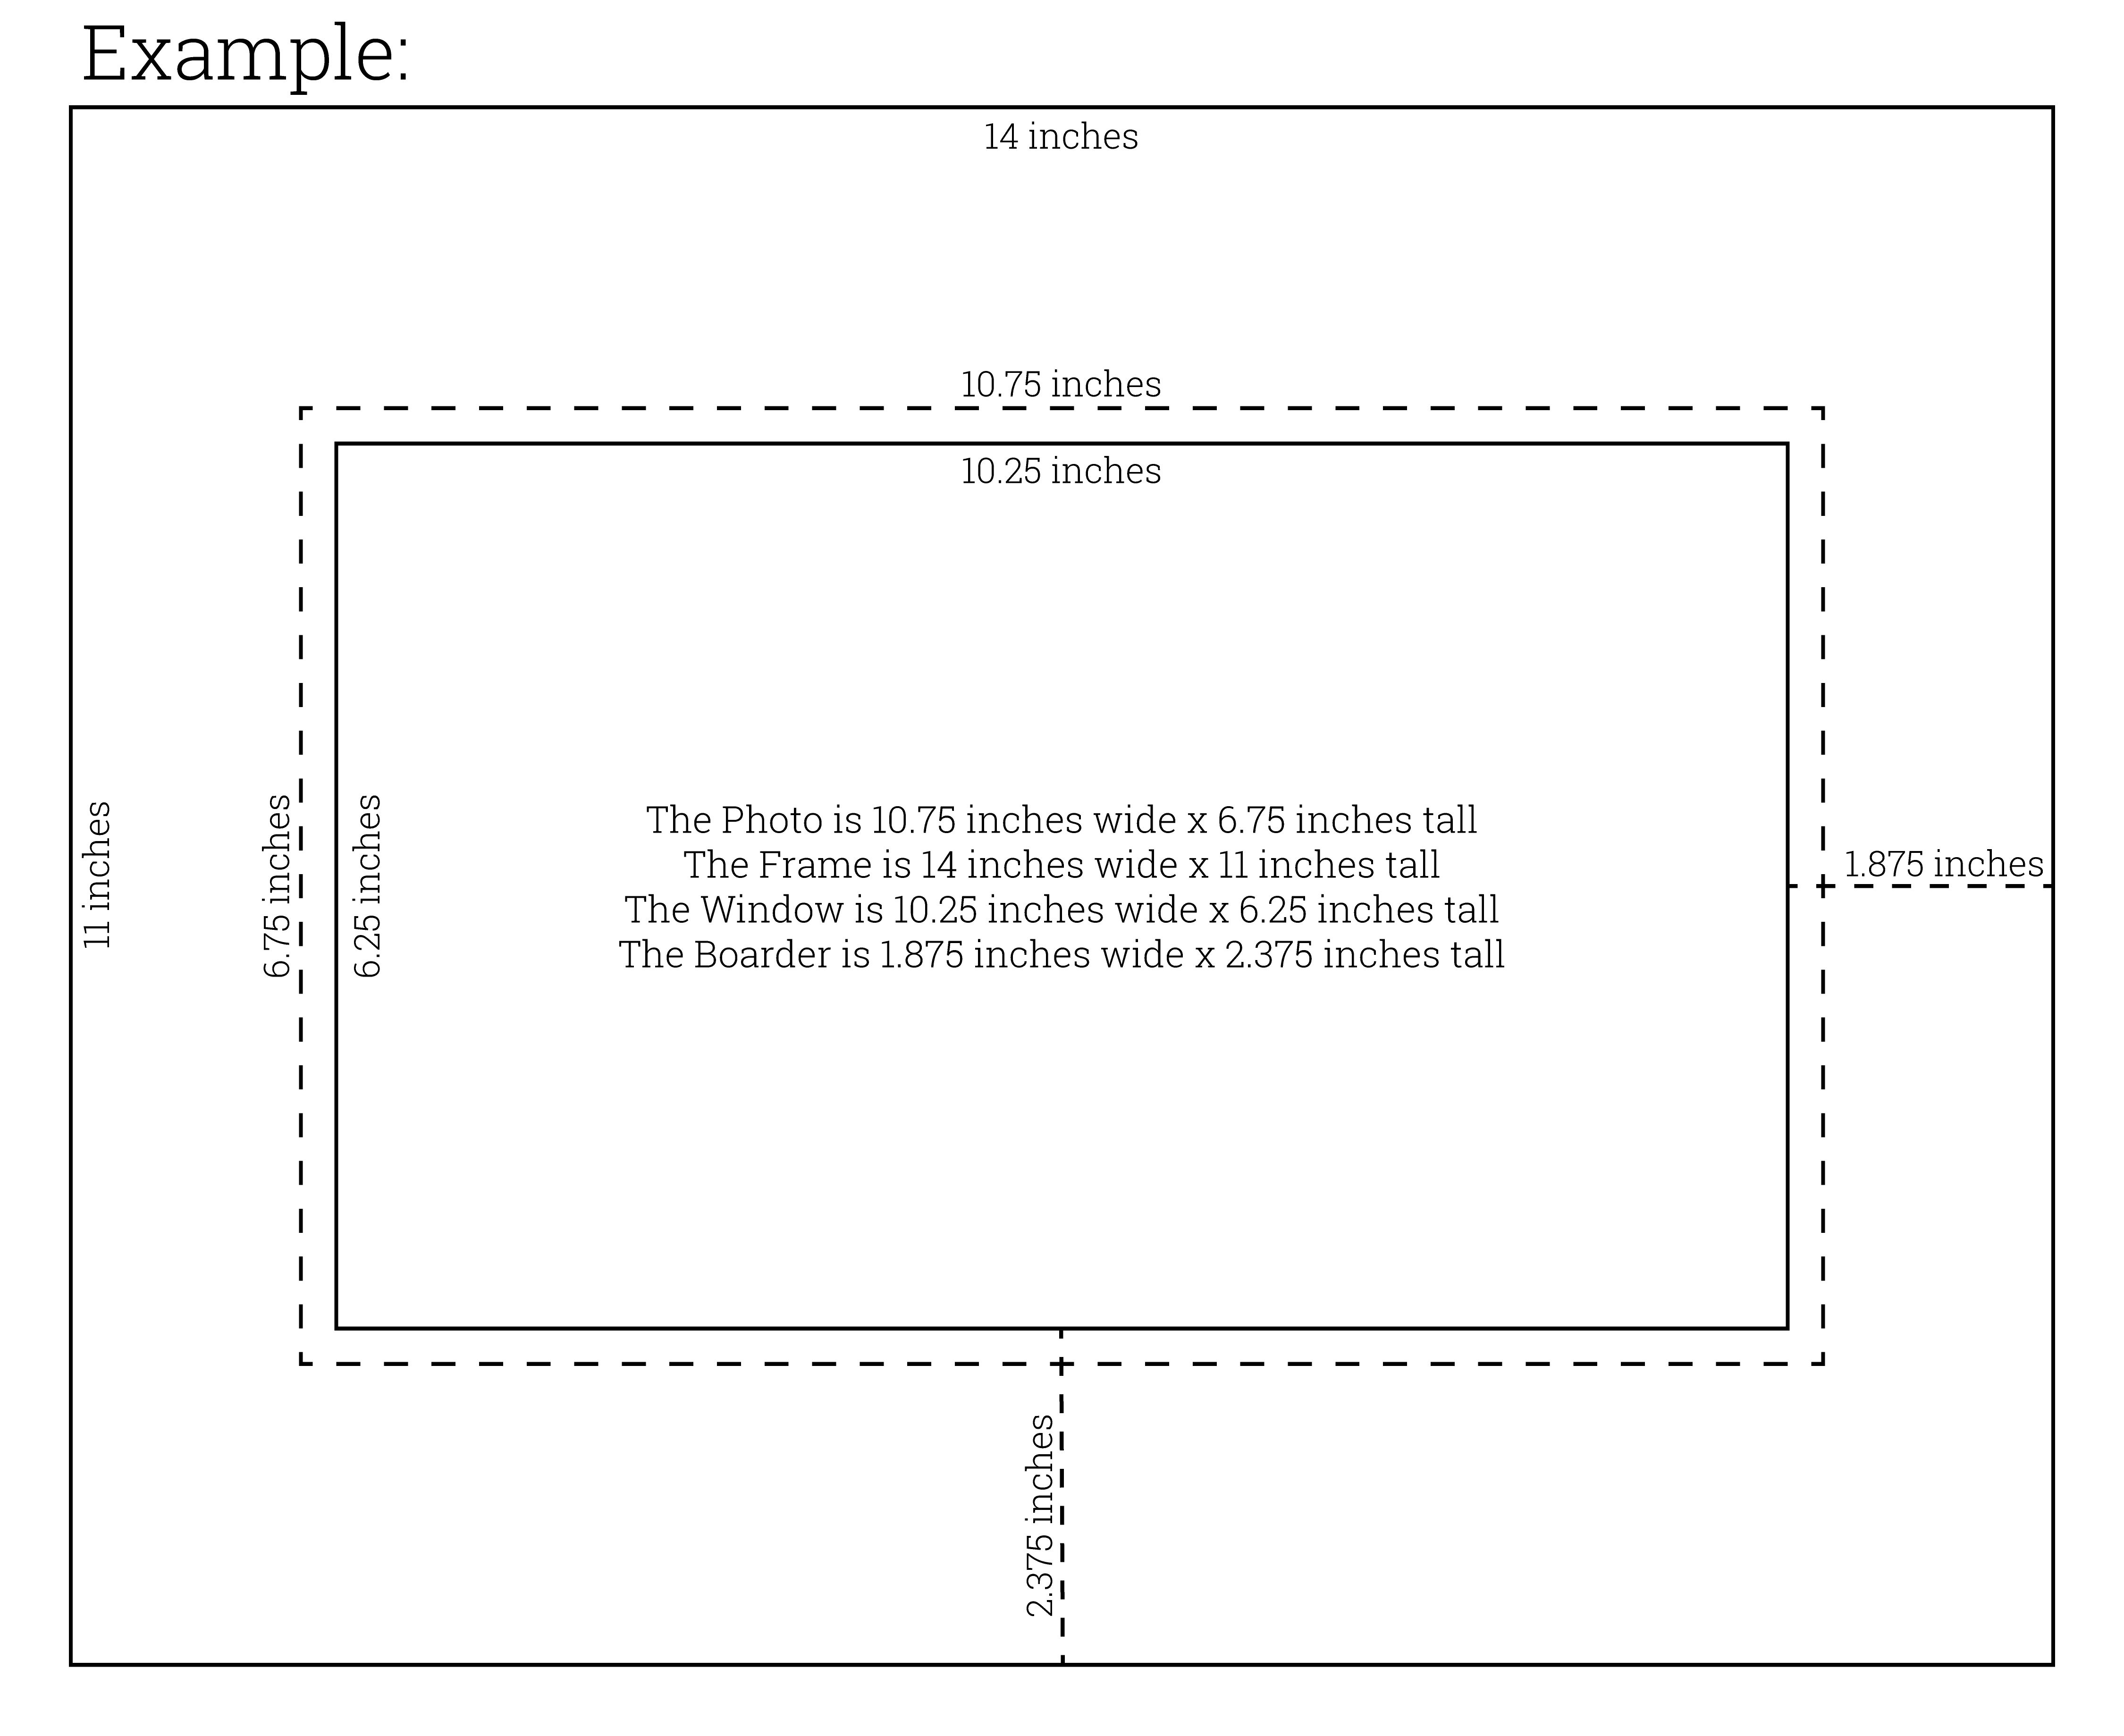 Example:
14 inches
10.75 inches
10.25 inches
11 inches
6.75 inches
6.25 inches
The Photo is 10.75 inches wide x 6.75 inches tall
The Frame is 14 inches wide x 11 inches tall
The Window is 10.25 inches wide x 6.25 inches tall
The Boarder is 1.875 inches wide x 2.375 inches tall
1.875 inches
2.375 inches